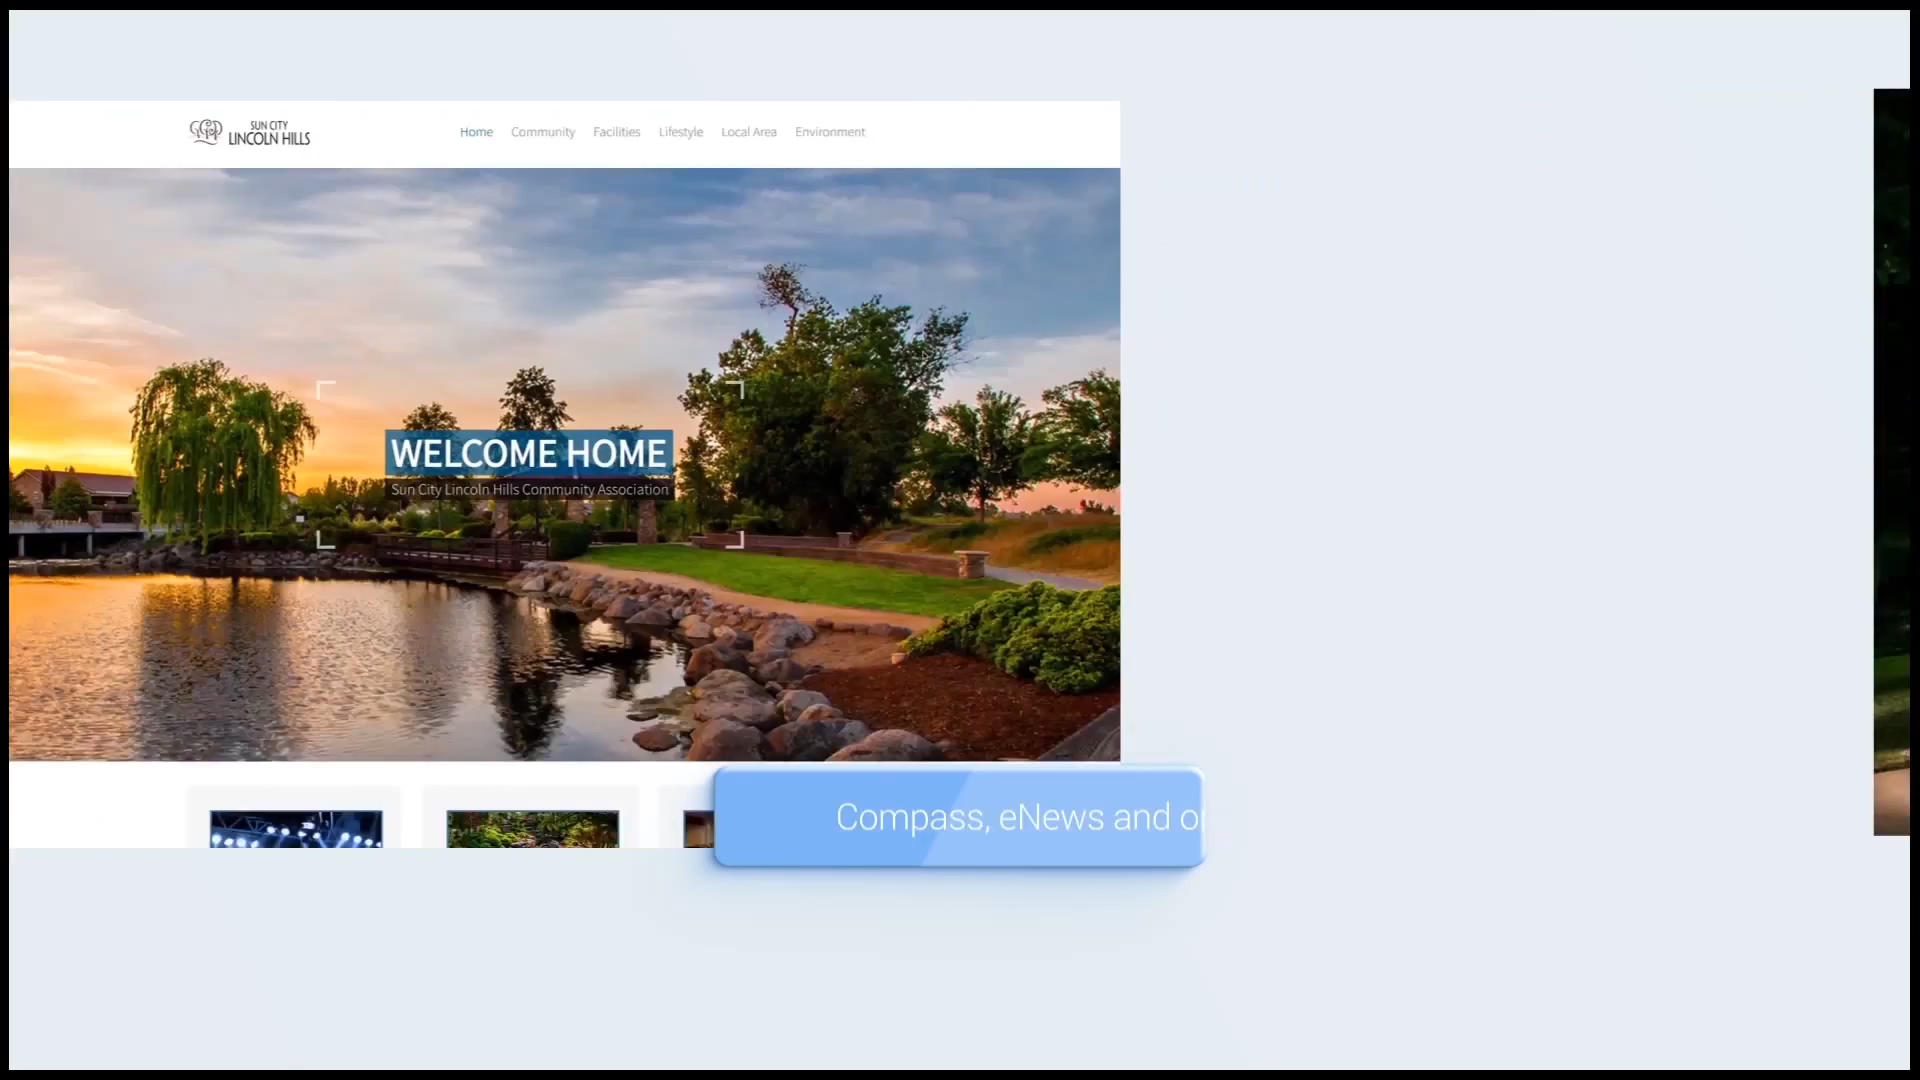 SUN CITY
LINCOLN HILLS
Home Community Facilities Lifestyle Local Area Environment
WELCOME HOME
Sun City Lincoln Hills Community Association
Compass, eNews and